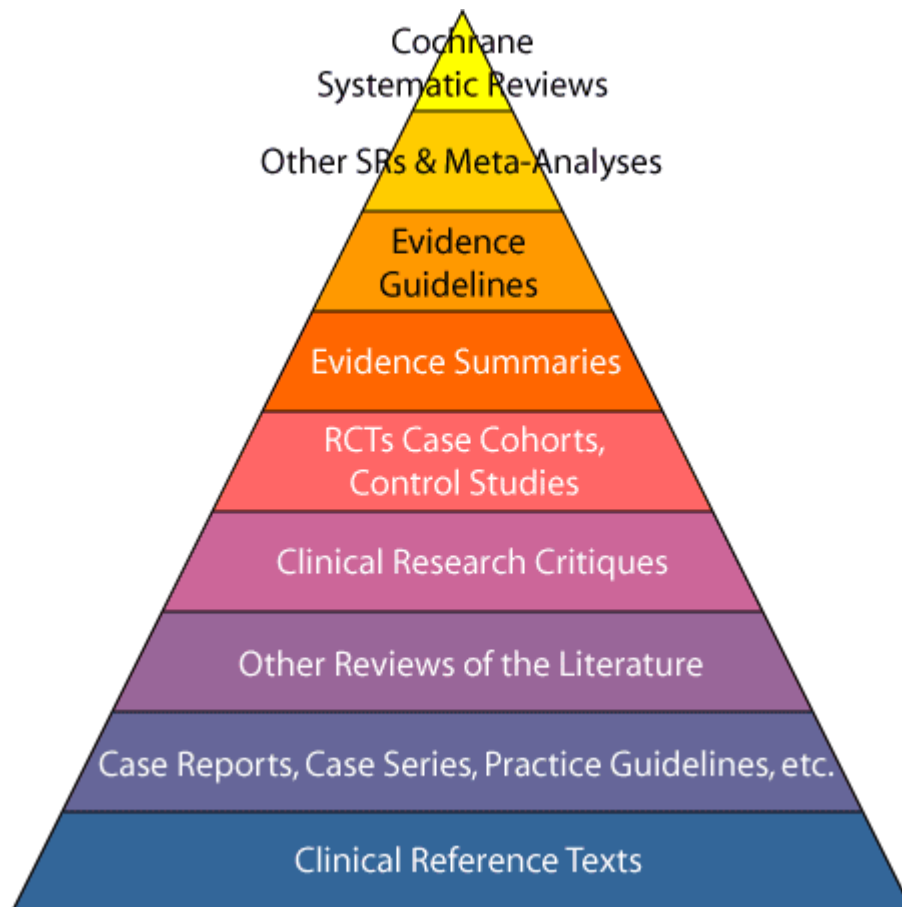 Cochrane
Systematic Reviews
Other SRs & Meta-Analyses
Evidence
Guidelines
Evidence Summaries
RCTs Case Cohorts,
Control Studies
Clinical Research Critiques
Other Reviews of the Literature
Case Reports, Case Series, Practice Guidelines, etc.
Clinical Reference Texts